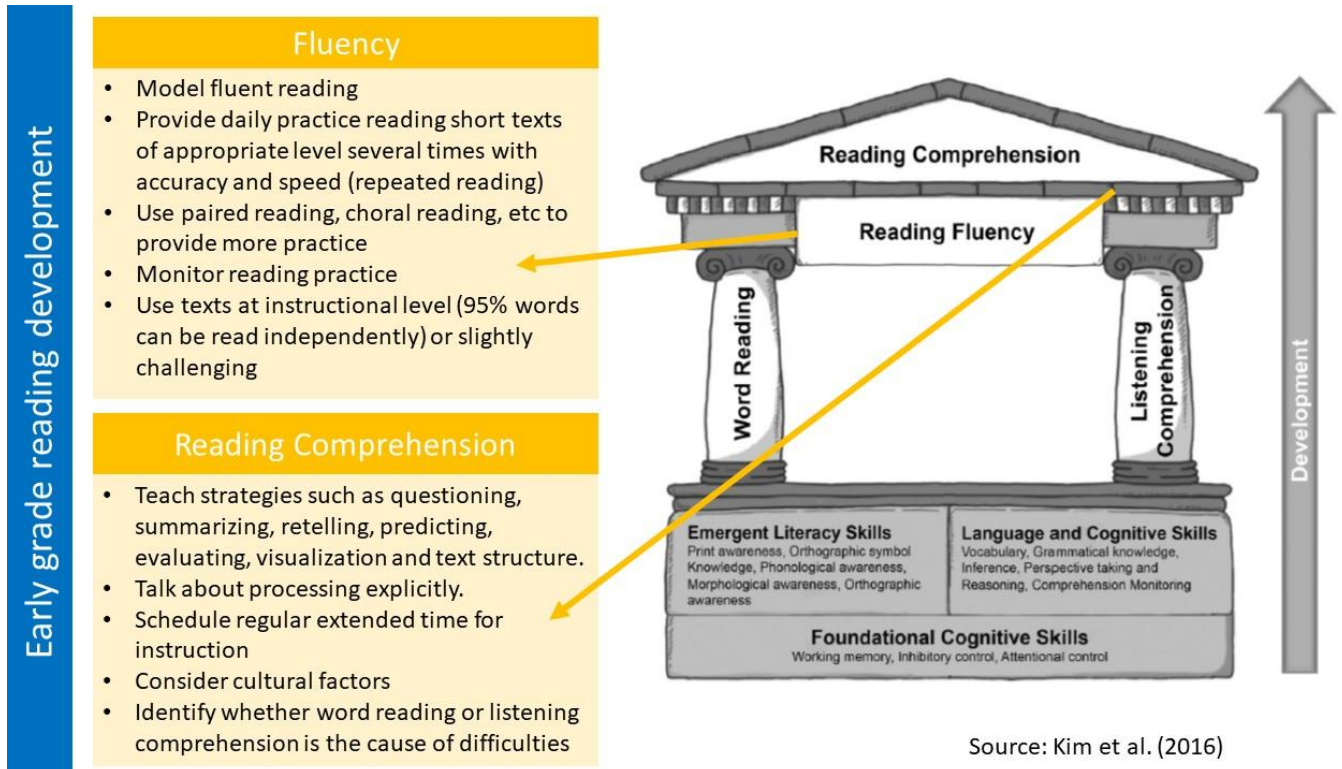 Early grade reading development
Fluency
• Model fluent reading
• Provide daily practice reading short texts
of appropriate level several times with
accuracy and speed (repeated reading)
• Use paired reading, choral reading, etc to
provide more practice
• Monitor reading practice
• Use texts at instructional level (95% words
can be read independently) or slightly
challenging
Reading Comprehension
• Teach strategies such as questioning,
summarizing, retelling, predicting,
evaluating, visualization and text structure.
• Talk about processing explicitly.
• Schedule regular extended time for
instruction
• Consider cultural factors
• Identify whether word reading or listening
comprehension is the cause of difficulties
Reading Comprehension
Reading Fluency
Word Reading
Listening
Comprehension
Emergent Literacy Skills
Print awareness, Orthographic symbol
Knowledge, Phonological awareness,
Morphological awareness, Orthographic
awareness
Language and Cognitive Skills
Vocabulary, Grammatical knowledge,
Inference, Perspective taking and
Reasoning, Comprehension Monitoring
Foundational Cognitive Skills
Working memory, Inhibitory control, Attentional control
Development
Source: Kim et al. (2016)